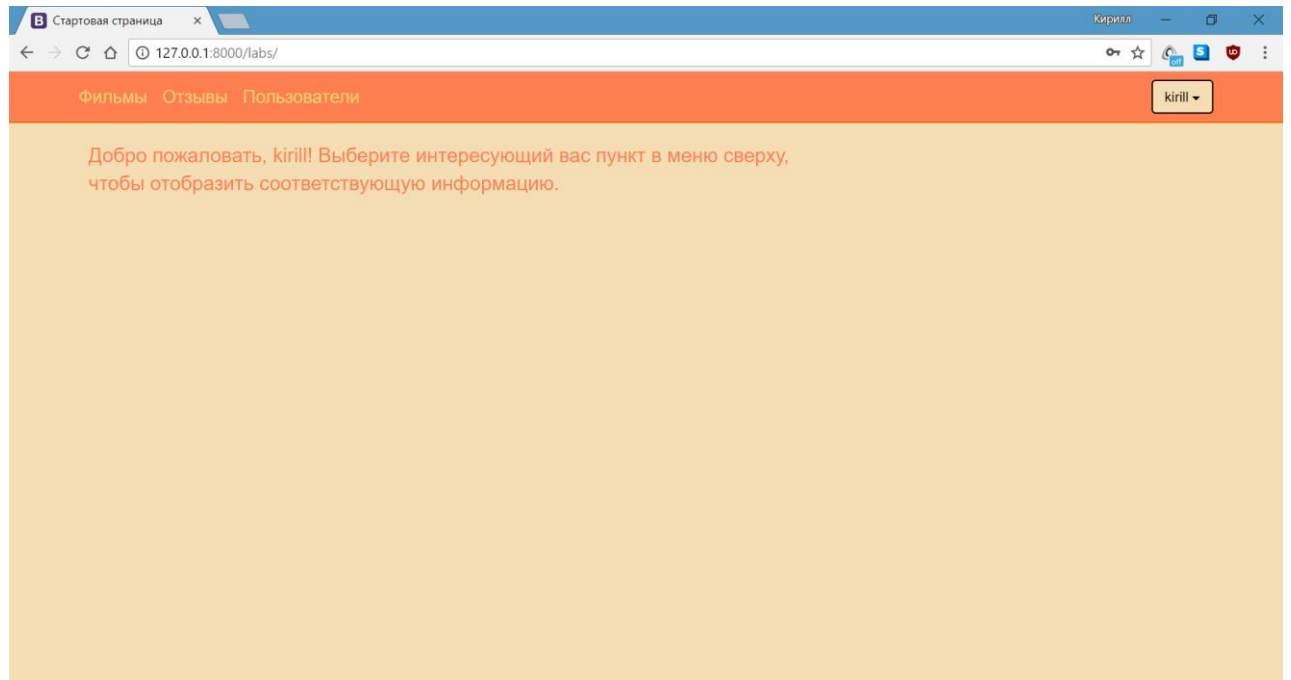 B Стартовая страница
Кирилл
127.0.0.1:8000/labs/
off S
Фильмы Отзывы Пользователи
kirill
Добро пожаловать, kirill! Выберите интересующий вас пункт в меню сверху,
чтобы отобразить соответствующую информацию.